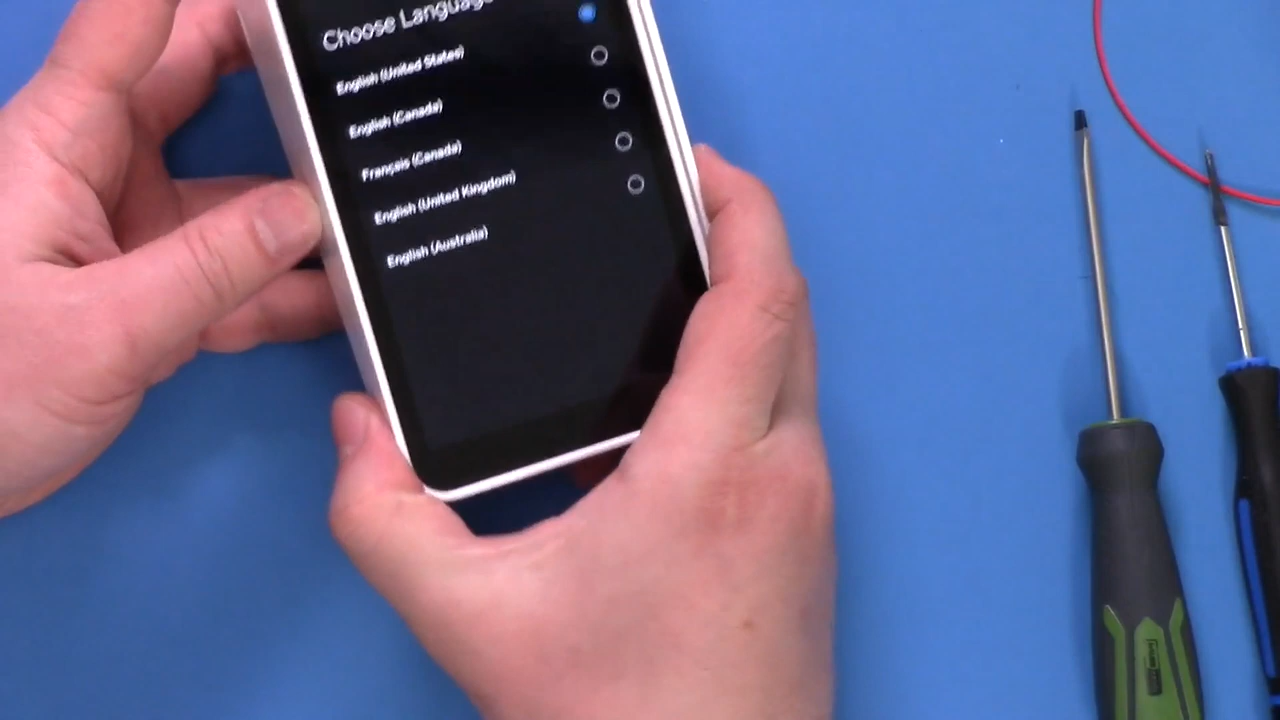 Choose Language
English (United States)
English (Canada)
Français (Canada)
English (United Kingdom)
English (Australia)